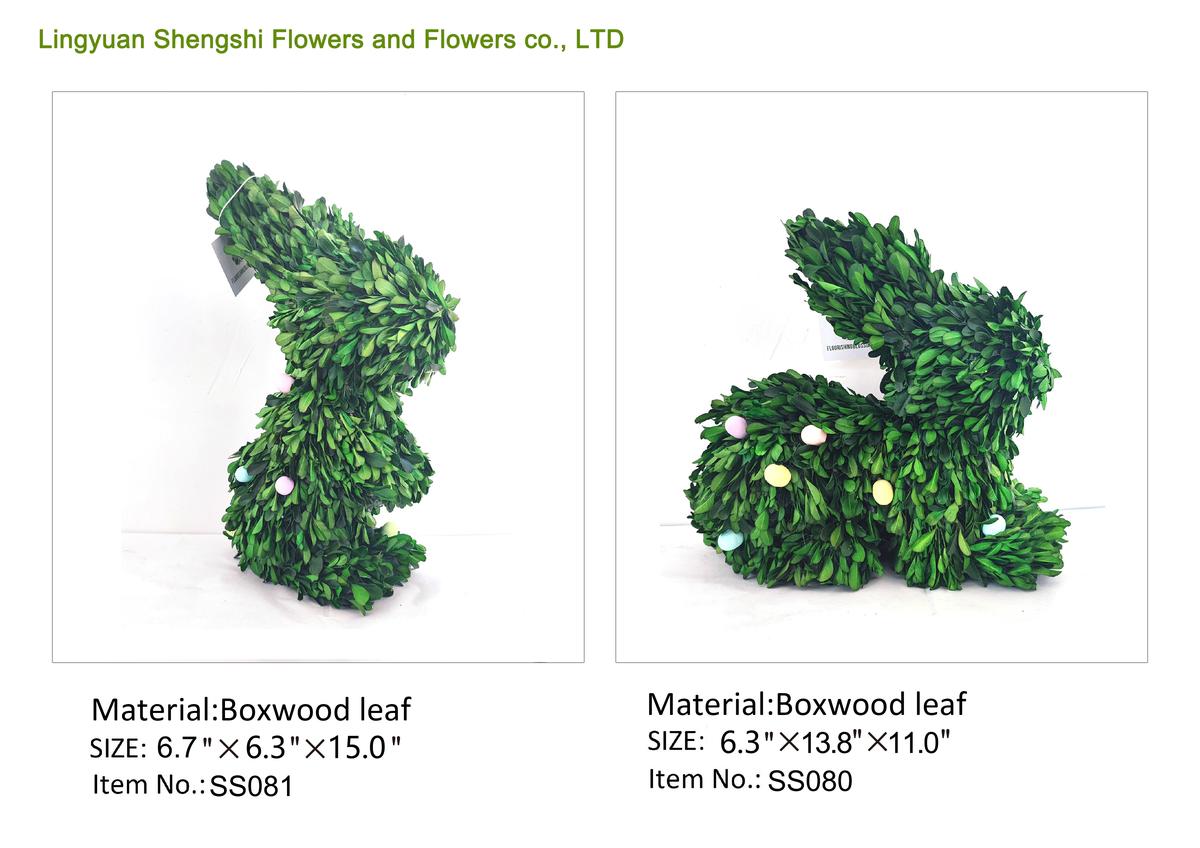 Lingyuan Shengshi Flowers and Flowers co., LTD
Material:Boxwood leaf
SIZE: 6.7"×6.3"×15.0"
Item No.:SS081
Material:Boxwood leaf
SIZE: 6.3"×13.8"×11.0"
Item No.: SS080